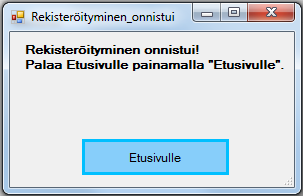 Rekisteröityminen_onnistui
Rekisteröityminen onnistui!
Palaa Etusivulle painamalla "Etusivulle".
Etusivulle